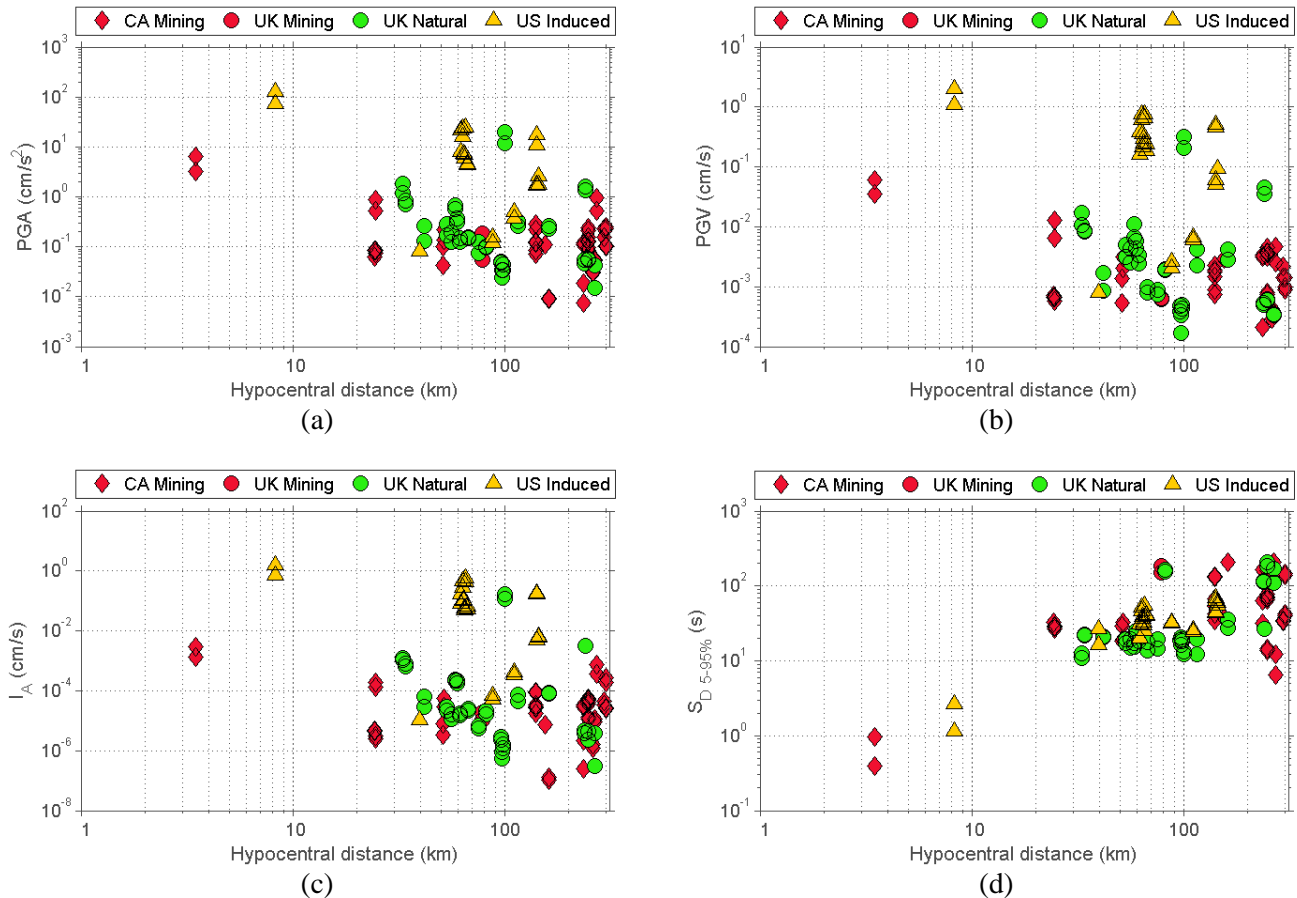 CA Mining UK Mining UK Natural US Induced
PGA (cm/s²)
10³
10²
10¹
10⁰
10⁻¹
10⁻²
10⁻³
1 10 100
Hypocentral distance (km)
(a)
CA Mining UK Mining UK Natural US Induced
PGV (cm/s)
10¹
10⁰
10⁻¹
10⁻²
10⁻³
10⁻⁴
1 10 100
Hypocentral distance (km)
(b)
CA Mining UK Mining UK Natural US Induced
I_A (cm/s)
10²
10⁰
10⁻²
10⁻⁴
10⁻⁶
10⁻⁸
1 10 100
Hypocentral distance (km)
(c)
CA Mining UK Mining UK Natural US Induced
S_D 5-95% (s)
10³
10²
10¹
10⁰
10⁻¹
1 10 100
Hypocentral distance (km)
(d)